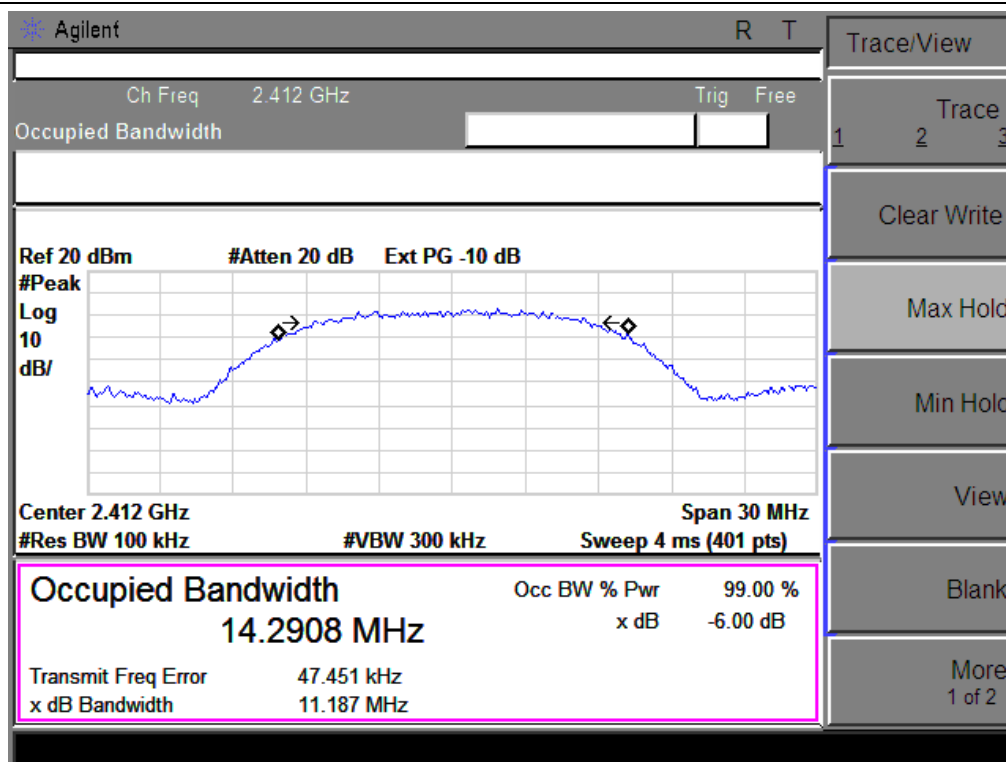 Agilent R T
Ch Freq 2.412 GHz Trig Free
Occupied Bandwidth
Ref 20 dBm #Atten 20 dB Ext PG -10 dB
#Peak
Log
10
dB/
Center 2.412 GHz Span 30 MHz
#Res BW 100 kHz #VBW 300 kHz Sweep 4 ms (401 pts)
Occupied Bandwidth Occ BW % Pwr 99.00 %
14.2908 MHz x dB -6.00 dB
Transmit Freq Error 47.451 kHz
x dB Bandwidth 11.187 MHz
Trace/View
Trace
1 2 3
Clear Write
Max Hold
Min Hold
View
Blank
More
1 of 2